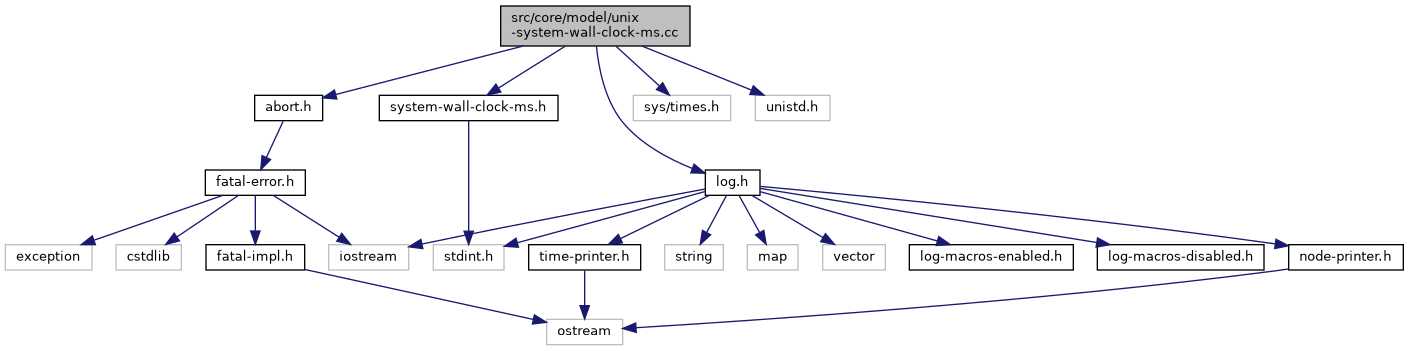 src/core/model/unix
-system-wall-clock-ms.cc
abort.h
system-wall-clock-ms.h
sys/times.h
unistd.h
fatal-error.h
log.h
exception
cstdlib
fatal-impl.h
iostream
stdint.h
time-printer.h
string
map
vector
log-macros-enabled.h
log-macros-disabled.h
node-printer.h
ostream